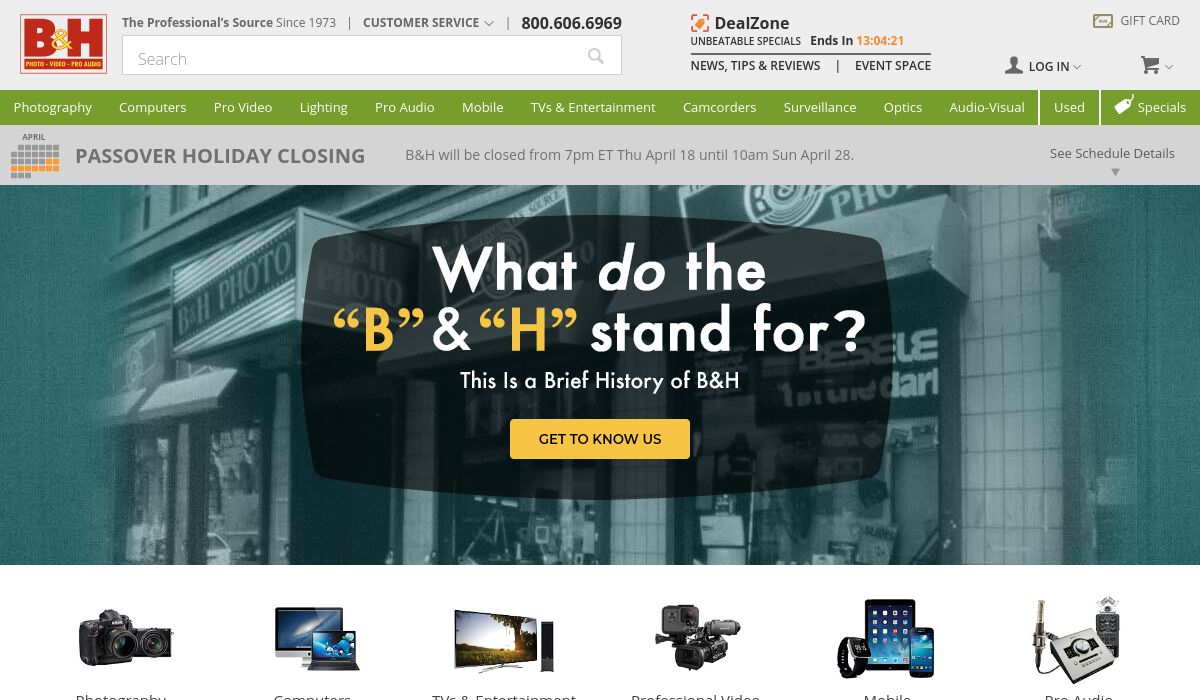 B&H
PHOTO - VIDEO - PRO AUDIO
The Professional's Source Since 1973 | CUSTOMER SERVICE | 800.606.6969
Search
DealZone
UNBEATABLE SPECIALS Ends In 13:04:21
NEWS, TIPS & REVIEWS | EVENT SPACE
GIFT CARD
LOG IN
Photography Computers Pro Video Lighting Pro Audio Mobile TVs & Entertainment Camcorders Surveillance Optics Audio-Visual Used Specials
APRIL
PASSOVER HOLIDAY CLOSING
B&H will be closed from 7pm ET Thu April 18 until 10am Sun April 28.
See Schedule Details
B&H PHOTO
B&H
PHOTO
What do the
“B” & “H” stand for?
This Is a Brief History of B&H
GET TO KNOW US
Photography Computers TVs & Entertainment Professional Video Mobile Pro Audio